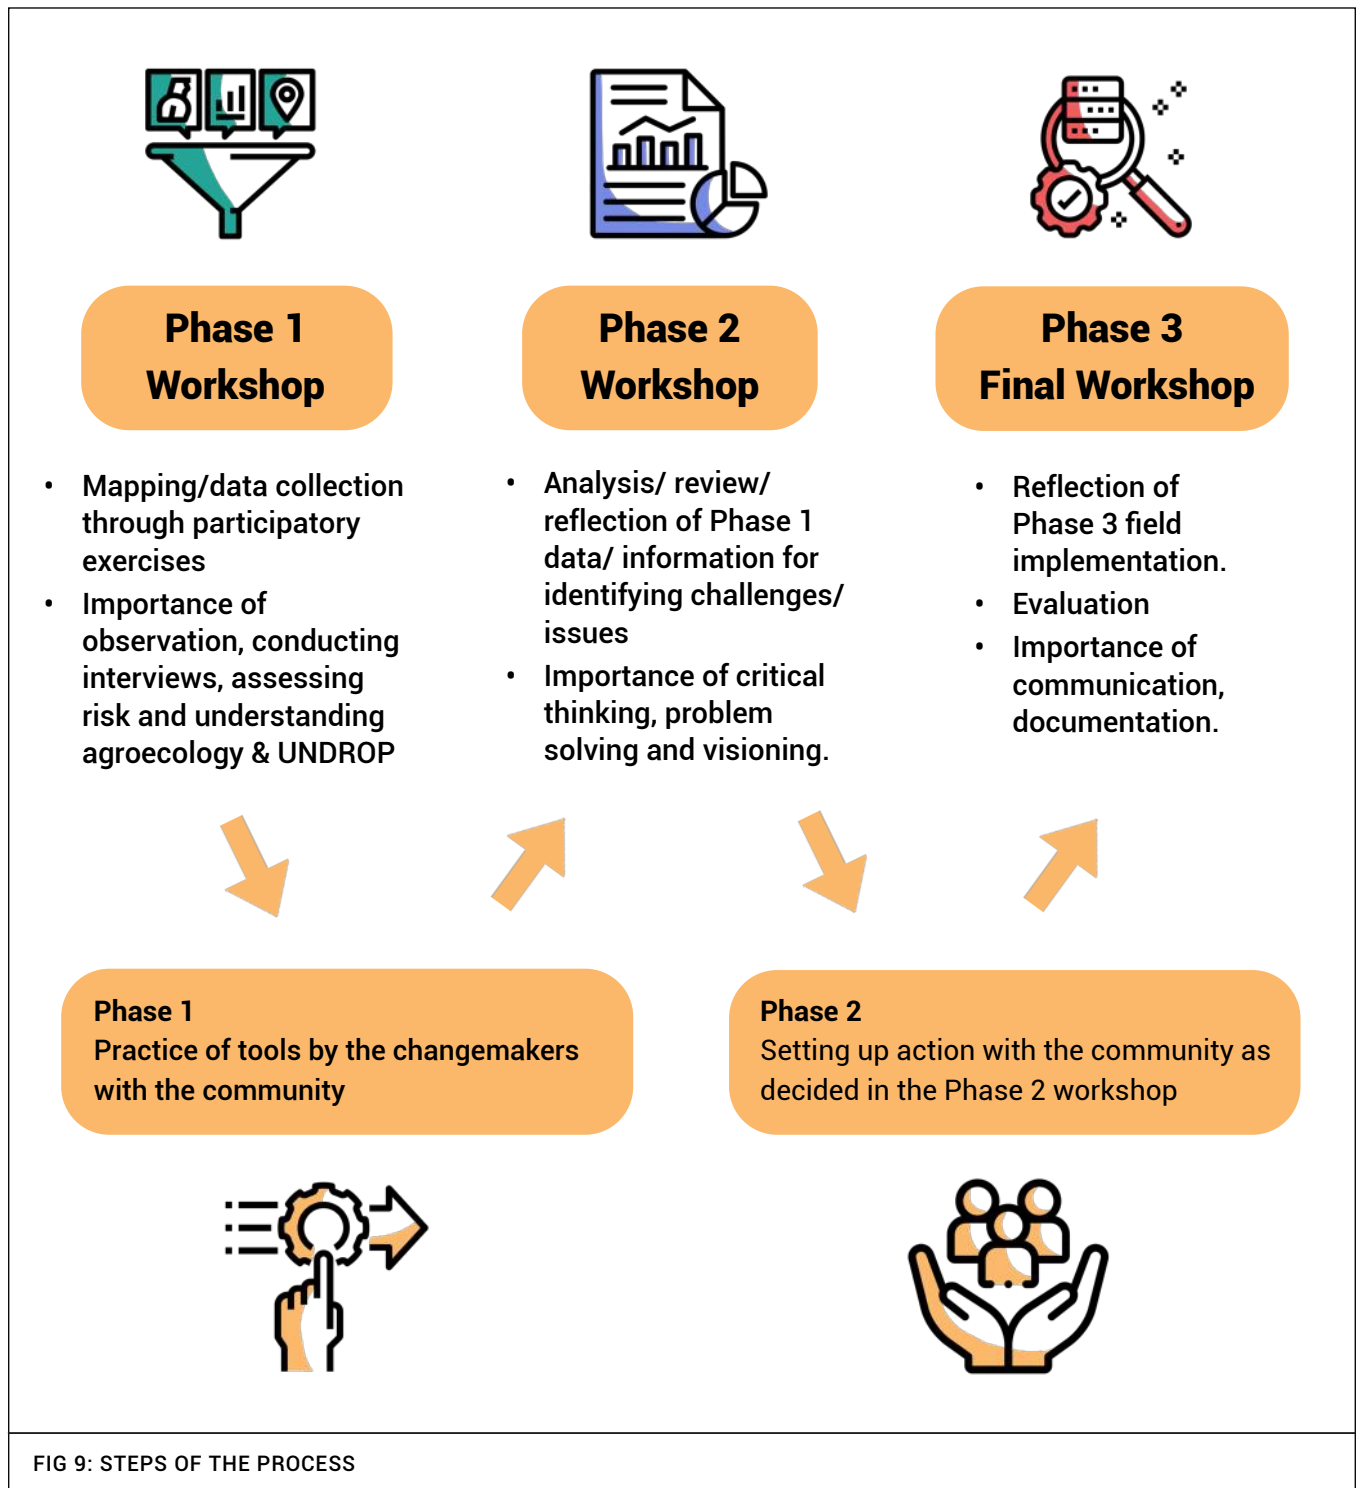 Phase 1
Workshop
• Mapping/data collection
through participatory
exercises
• Importance of
observation, conducting
interviews, assessing
risk and understanding
agroecology & UNDROP
Phase 2
Workshop
• Analysis/ review/
reflection of Phase 1
data/ information for
identifying challenges/
issues
• Importance of critical
thinking, problem
solving and visioning.
Phase 3
Final Workshop
• Reflection of
Phase 3 field
implementation.
• Evaluation
• Importance of
communication,
documentation.
Phase 1
Practice of tools by the changemakers
with the community
Phase 2
Setting up action with the community as
decided in the Phase 2 workshop
FIG 9: STEPS OF THE PROCESS